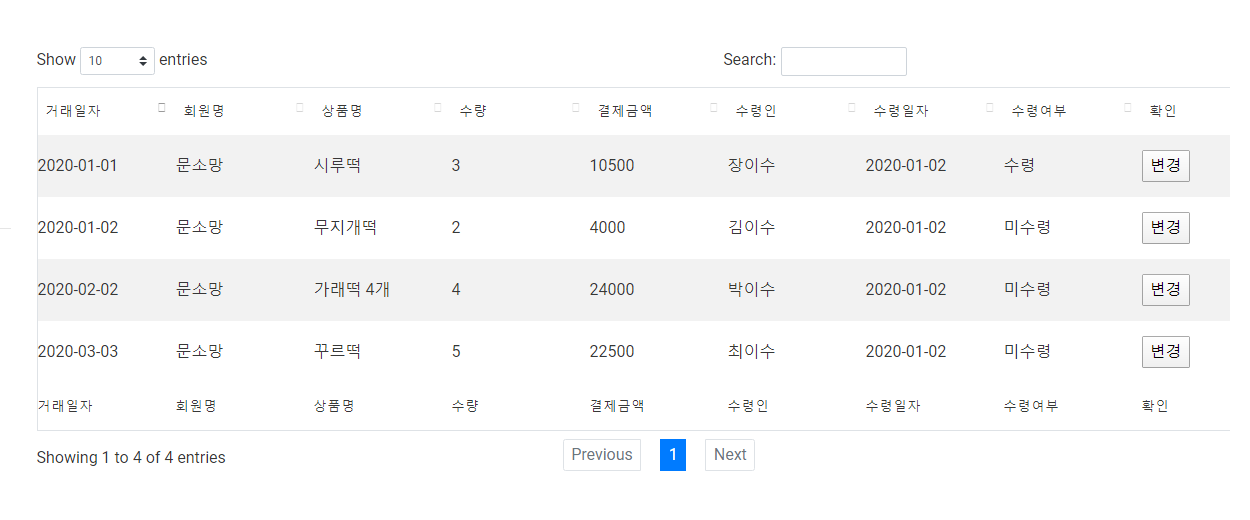 Show 10 entries Search:
거래일자 회원명 상품명 수량 결제금액 수령인 수령일자 수령여부 확인
2020-01-01 문소망 시루떡 3 10500 장이수 2020-01-02 수령 변경
2020-01-02 문소망 무지개떡 2 4000 김이수 2020-01-02 미수령 변경
2020-02-02 문소망 가래떡 4개 4 24000 박이수 2020-01-02 미수령 변경
2020-03-03 문소망 꾸르떡 5 22500 최이수 2020-01-02 미수령 변경
거래일자 회원명 상품명 수량 결제금액 수령인 수령일자 수령여부 확인
Showing 1 to 4 of 4 entries Previous 1 Next